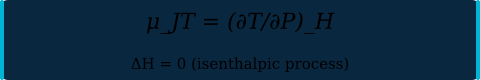 μ_JT = (∂T/∂P)_H
ΔH = 0 (isenthalpic process)